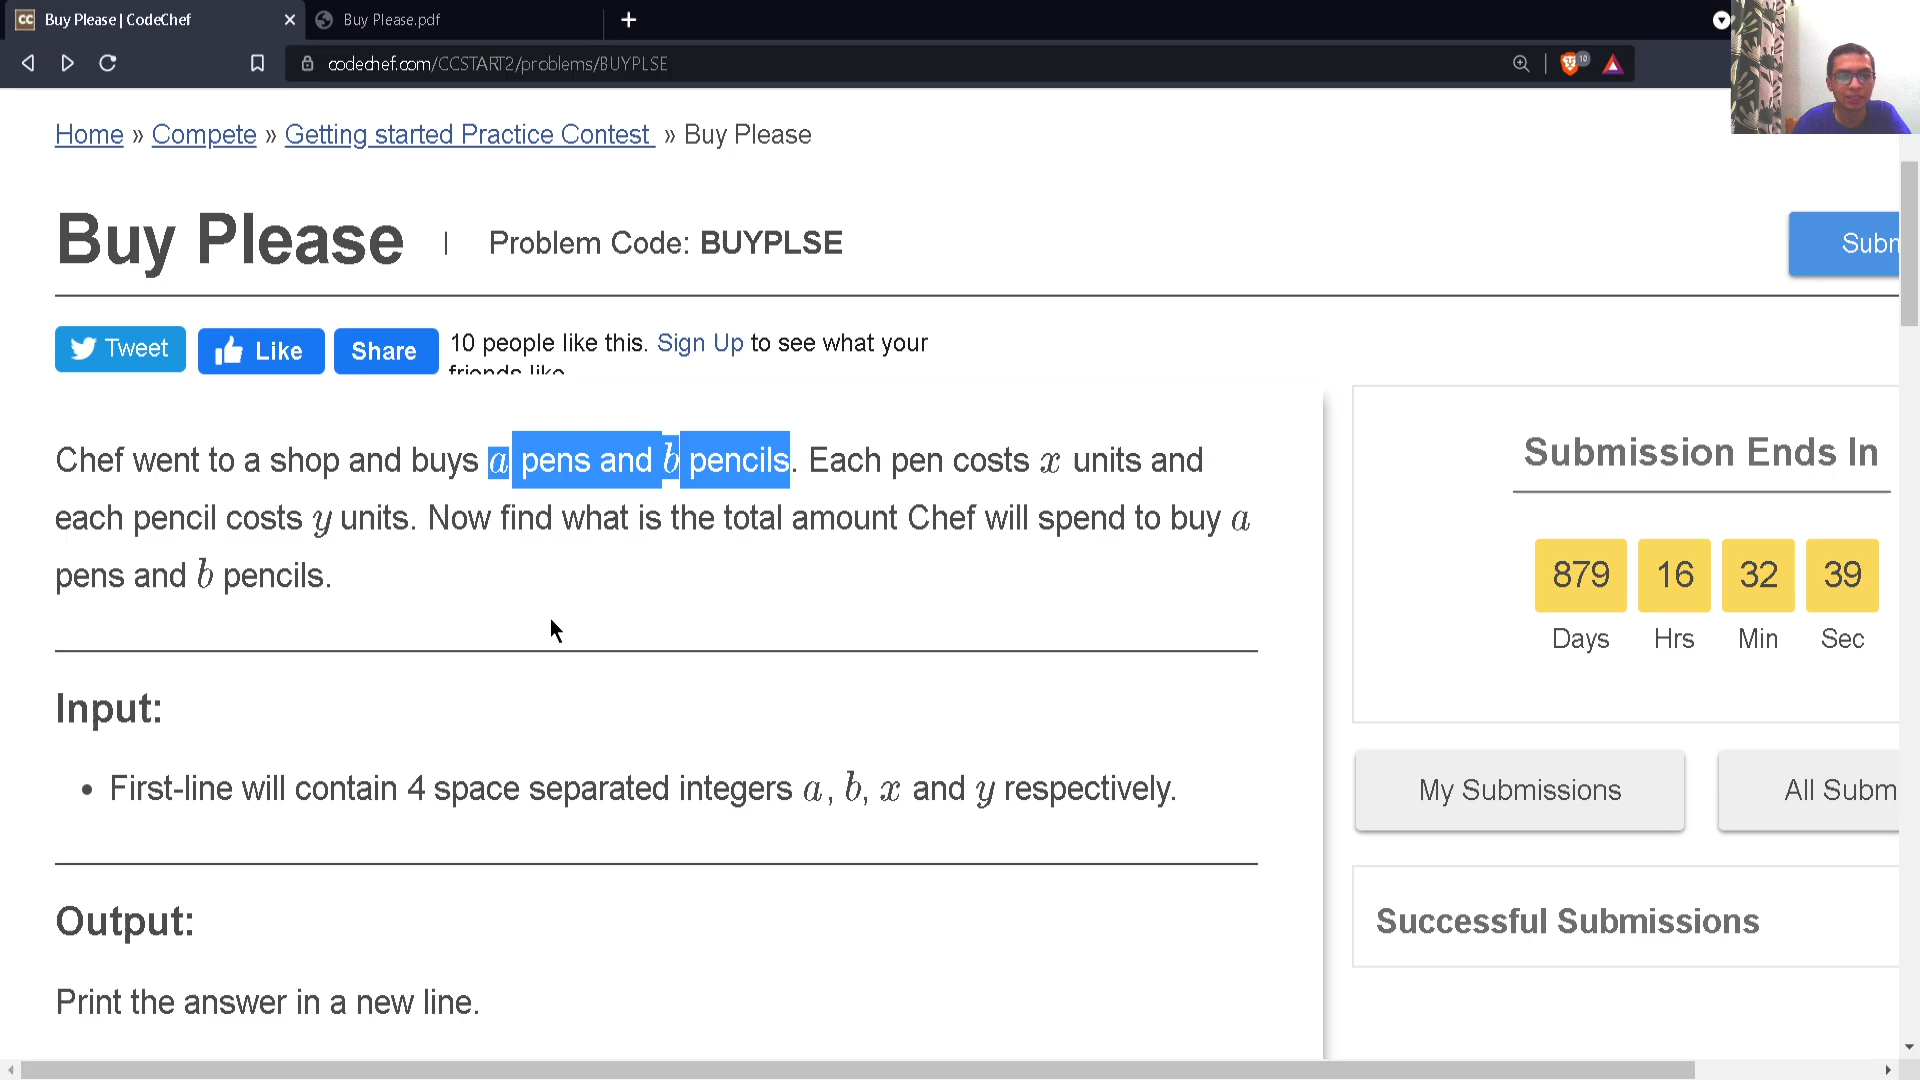 CC Buy Please | CodeChef
Buy Please.pdf
codechef.com/CCSTART2/problems/BUYPLSE
10
Home » Compete » Getting started Practice Contest » Buy Please
Buy Please | Problem Code: BUYPLSE
Subm
Tweet
Like
Share
10 people like this. Sign Up to see what your
friends like.
Chef went to a shop and buys a pens and b pencils. Each pen costs x units and
each pencil costs y units. Now find what is the total amount Chef will spend to buy a
pens and b pencils.
Submission Ends In
879 16 32 39
Days Hrs Min Sec
Input:
• First-line will contain 4 space separated integers a, b, x and y respectively.
My Submissions
All Subm
Output:
Successful Submissions
Print the answer in a new line.